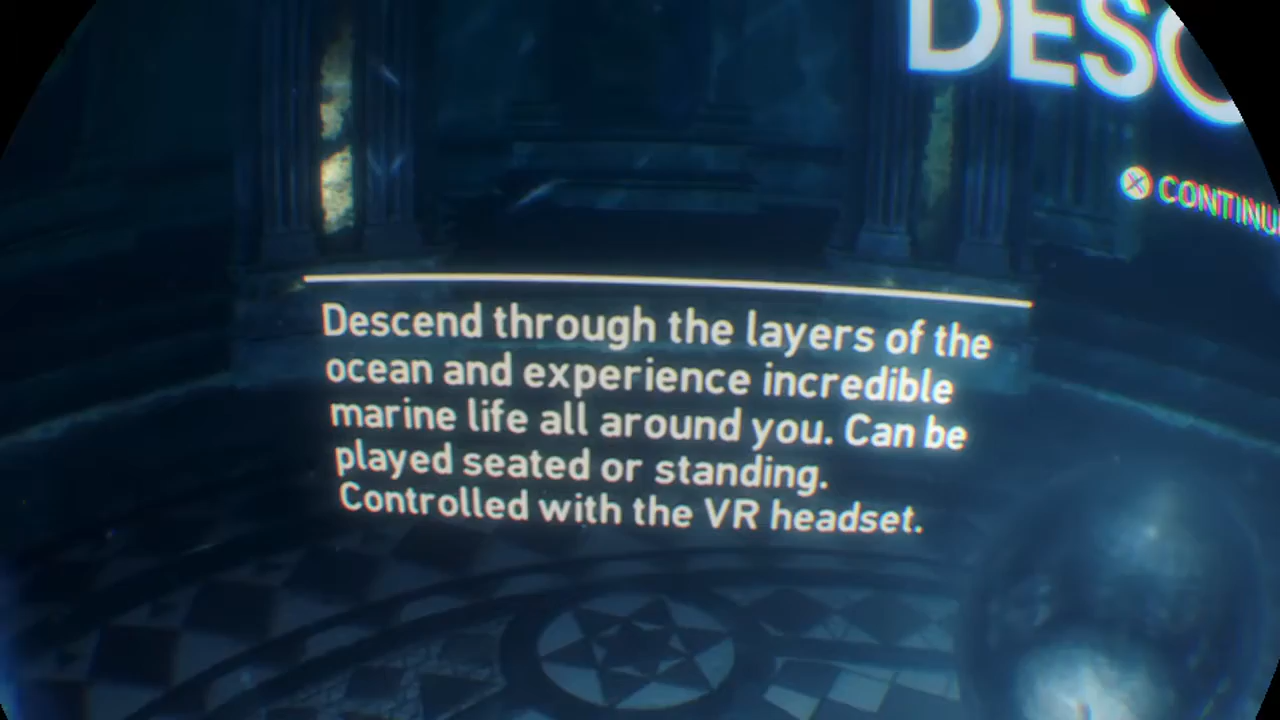 DESC
CONTINU
Descend through the layers of the
ocean and experience incredible
marine life all around you. Can be
played seated or standing.
Controlled with the VR headset.